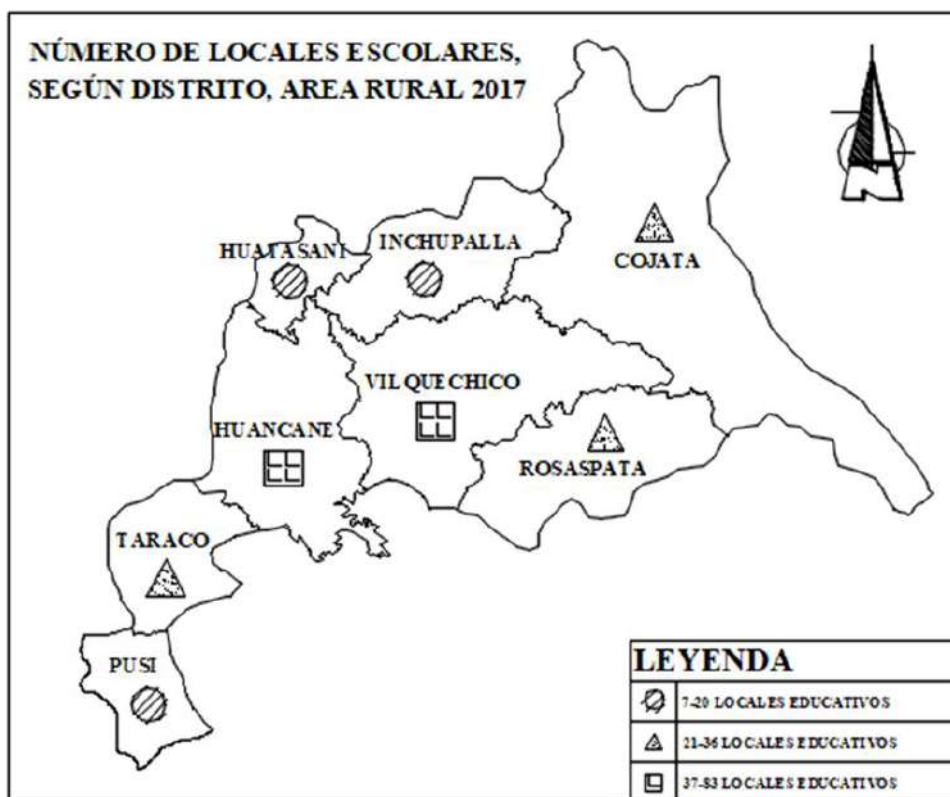 NÚMERO DE LOCALES ESCOLARES,
SEGÚN DISTRITO, AREA RURAL 2017
HUATASANI
INCHUPALLA
COJATA
VILQUECHICO
HUANCANE
ROSASPATA
TARACO
PUSI
LEYENDA
7-20 LOCALES EDUCATIVOS
21-36 LOCALES EDUCATIVOS
37-83 LOCALES EDUCATIVOS
N